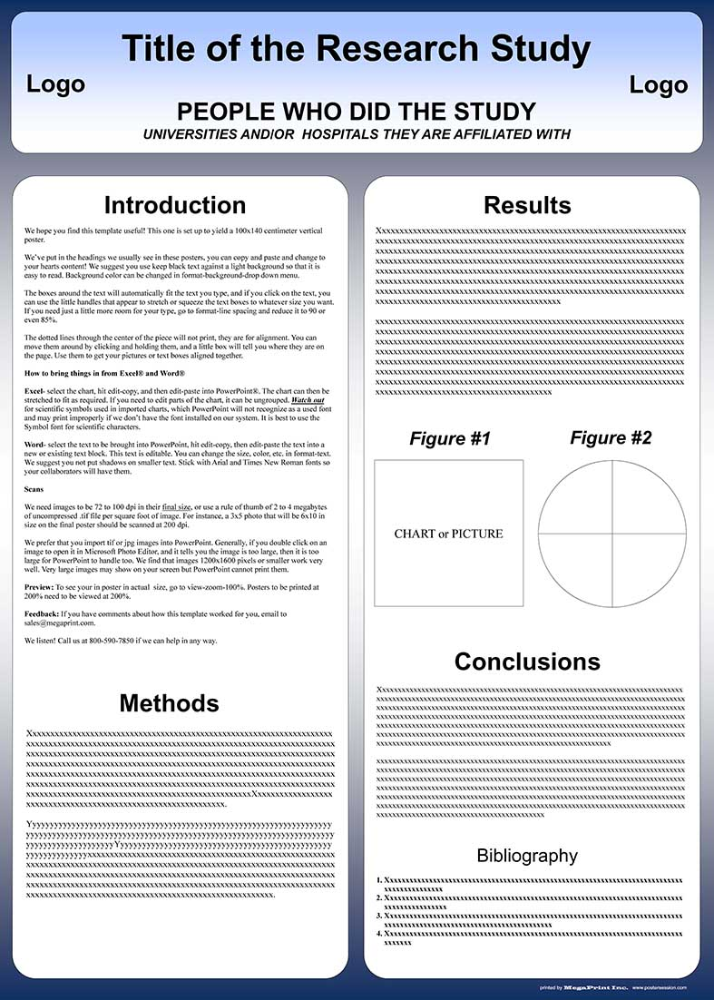 Title of the Research Study
Logo
Logo
PEOPLE WHO DID THE STUDY
UNIVERSITIES AND/OR HOSPITALS THEY ARE AFFILIATED WITH
Introduction
We hope you find this template useful! This one is set up to yield a 100x140 centimeter vertical
poster.
We've put in the headings we usually see in these posters, you can copy and paste and change to
your hearts content! We suggest you use keep black text against a light background so that it is
easy to read. Background color can be changed in format-background-drop down menu.
The boxes around the text will automatically fit the text you type, and if you click on the text, you
can use the little handles that appear to stretch or squeeze the text boxes to whatever size you want.
If you need just a little more room for your type, go to format-line spacing and reduce it to 90 or
even 85%.
The dotted lines through the center of the piece will not print, they are for alignment. You can
move them around by clicking and holding them, and a little box will tell you where they are on
the page. Use them to get your pictures or text boxes aligned together.
How to bring things in from Excel® and Word®
Excel- select the chart, hit edit-copy, and then edit-paste into PowerPoint®. The chart can then be
stretched to fit as required. If you need to edit parts of the chart, it can be ungrouped. Watch out
for scientific symbols used in imported charts, which PowerPoint will not recognize as a used font
and may print improperly if we don't have the font installed on our system. It is best to use the
Symbol font for scientific characters.
Word- select the text to be brought into PowerPoint, hit edit-copy, then edit-paste the text into a
new or existing text block. This text is editable. You can change the size, color, etc. in format-text.
We suggest you not put shadows on smaller text. Stick with Arial and Times New Roman fonts so
your collaborators will have them.
Scans
We need images to be 72 to 100 dpi in their final size, or use a rule of thumb of 2 to 4 megabytes
of uncompressed .tif file per square foot of image. For instance, a 3x5 photo that will be 6x10 in
size on the final poster should be scanned at 200 dpi.
We prefer that you import tif or jpg images into PowerPoint. Generally, if you double click on an
image to open it in Microsoft Photo Editor, and it tells you the image is too large, then it is too
large for PowerPoint to handle too. We find that images 1200x1600 pixels or smaller work very
well. Very large images may show on your screen but PowerPoint cannot print them.
Preview: To see your in poster in actual size, go to view-zoom-100%. Posters to be printed at
200% need to be viewed at 200%.
Feedback: If you have comments about how this template worked for you, email to
sales@megaprint.com.
We listen! Call us at 800-590-7850 if we can help in any way.
Methods
Results
Figure #1
Figure #2
CHART or PICTURE
Conclusions
Bibliography
1.
2.
3.
4.
printed by MegaPrint Inc. www.postersession.com